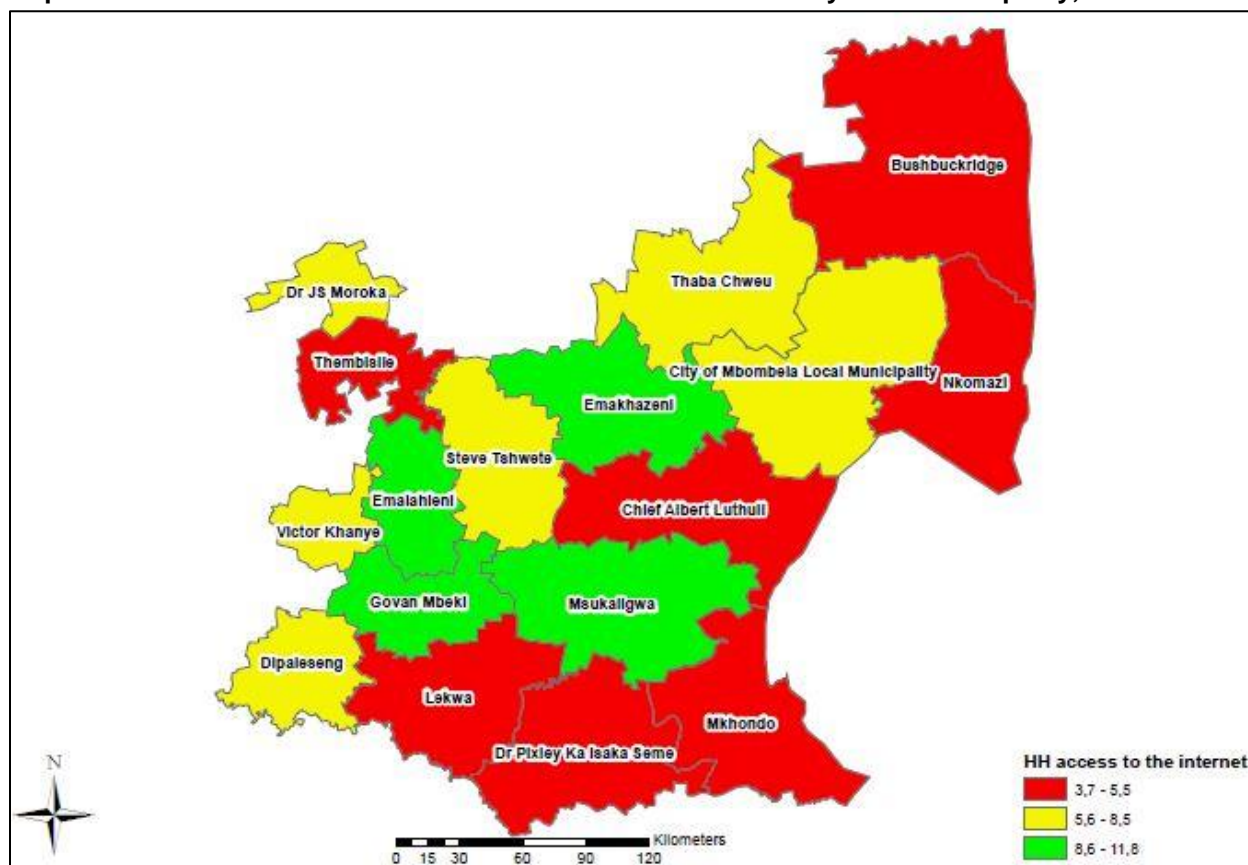 Bushbuckridge
Thaba Chweu
Dr JS Moroka
Thembisile
City of Mbombela Local Municipality
Nkomazi
Emakhazeni
Steve Tshwete
Emalahleni
Chief Albert Luthuli
Victor Khanye
Govan Mbeki
Msukaligwa
Dipaleseng
Lekwa
Mkhondo
Dr Pixley Ka Isaka Seme
N
HH access to the internet
3,7 - 5,5
5,6 - 8,5
8,6 - 11,8
Kilometers
0 15 30 60 90 120